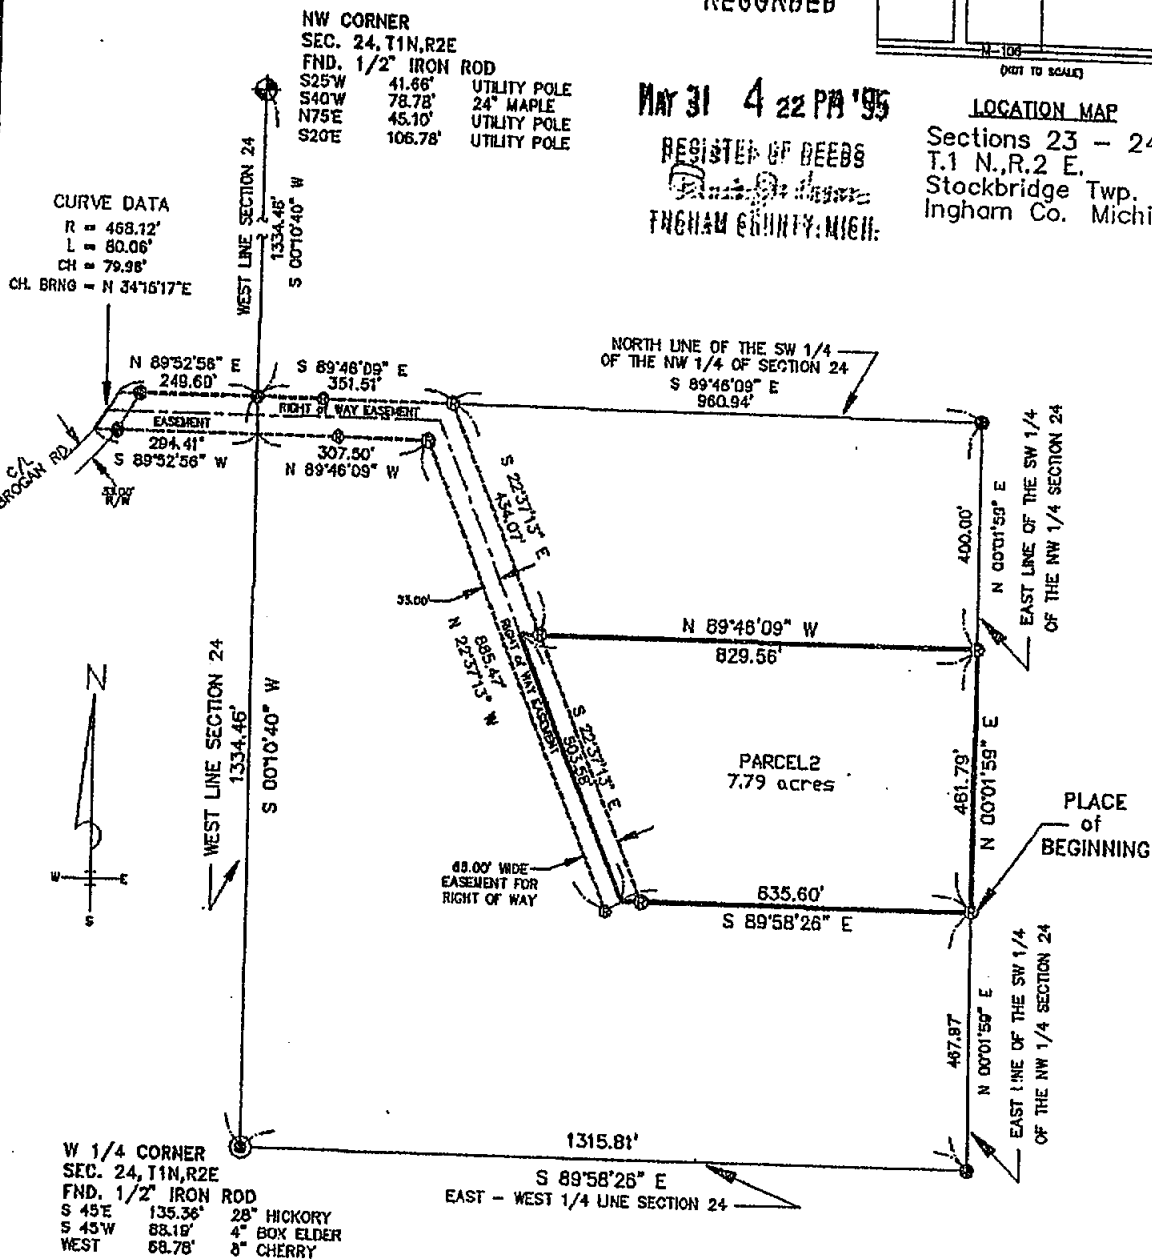 RECORDED
NW CORNER
SEC. 24, T1N,R2E
FND. 1/2" IRON ROD
S25°W 41.66' UTILITY POLE
S40°W 78.78' 24" MAPLE
N75°E 45.10' UTILITY POLE
S20°E 106.78' UTILITY POLE
M-106
(NOT TO SCALE)
LOCATION MAP
Sections 23 - 24
T.1 N.,R.2 E.
Stockbridge Twp.
Ingham Co. Michi
MAY 31 4 22 PM '95
REGISTER OF DEEDS
INGHAM COUNTY, MICH.
CURVE DATA
R = 468.12'
L = 80.06'
CH = 79.96'
CH. BRNG = N 34°15'17"E
WEST LINE SECTION 24
1334.46'
S 00°10'40" W
N 89°52'56" E
249.60'
S 89°46'09" E
351.51'
NORTH LINE OF THE SW 1/4
OF THE NW 1/4 OF SECTION 24
S 89°46'09" E
960.94'
RIGHT of WAY EASEMENT
EASEMENT
294.41'
S 89°52'56" W
307.50'
N 89°46'09" W
C/L
BROGAN RD.
33.00'
R/W
S 22°37'13" E
434.07'
400.00'
N 00°01'59" E
EAST LINE OF THE SW 1/4
OF THE NW 1/4 SECTION 24
33.00'
N 89°46'09" W
829.56'
885.47'
N 22°37'13" W
RIGHT of WAY EASEMENT
S 22°37'13" E
503.58'
PARCEL2
7.79 acres
461.79'
N 00°01'59" E
PLACE
of
BEGINNING
WEST LINE SECTION 24
1334.46'
S 00°10'40" W
N
W E
S
WIDE
EASEMENT FOR
RIGHT OF WAY
635.60'
S 89°58'26" E
467.97'
N 00°01'59" E
EAST LINE OF THE SW 1/4
OF THE NW 1/4 SECTION 24
1315.81'
S 89°58'26" E
EAST - WEST 1/4 LINE SECTION 24
W 1/4 CORNER
SEC. 24, T1N,R2E
FND. 1/2" IRON ROD
S 45°E 135.36' 28" HICKORY
S 45°W 88.19' 4" BOX ELDER
WEST 68.78' 8" CHERRY